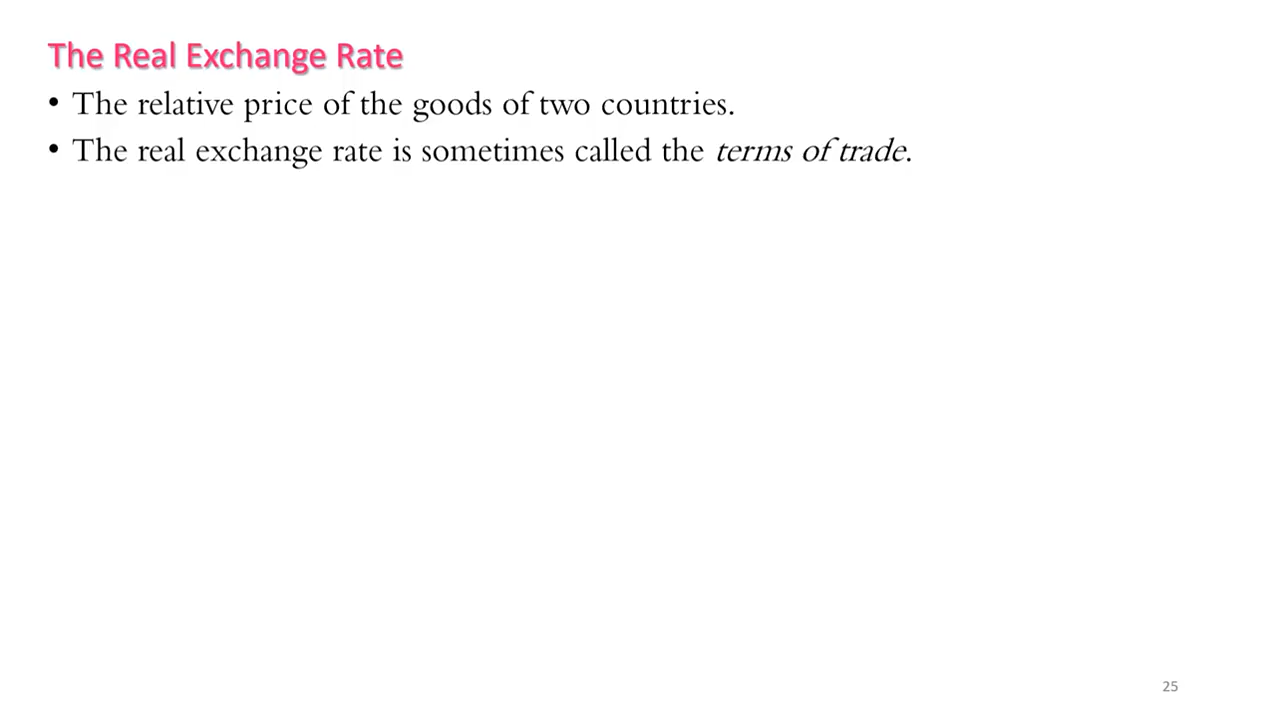 The Real Exchange Rate
• The relative price of the goods of two countries.
• The real exchange rate is sometimes called the terms of trade.
25